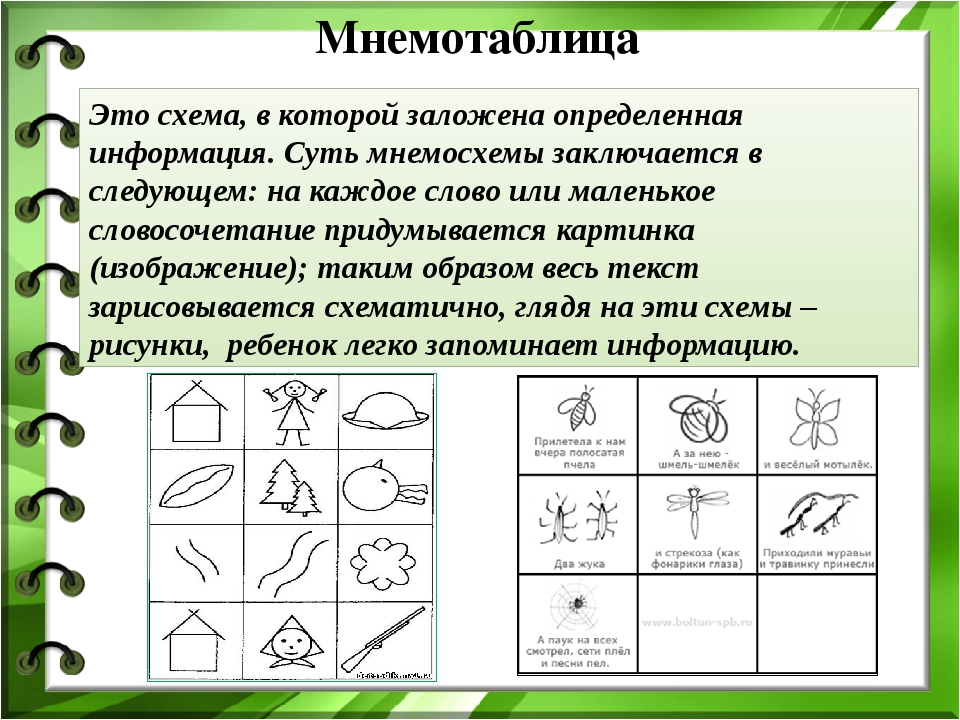 Мнемотаблица
Это схема, в которой заложена определенная
информация. Суть мнемосхемы заключается в
следующем: на каждое слово или маленькое
словосочетание придумывается картинка
(изображение); таким образом весь текст
зарисовывается схематично, глядя на эти схемы –
рисунки, ребенок легко запоминает информацию.
Прилетела к нам
вчера полосатая
пчела
А за нею -
шмель-шмелёк
и весёлый мотылёк.
Два жука
и стрекоза (как
фонарики глаза)
Приходили муравьи
и травинку принесли
А паук на всех
смотрел, сети плёл
и песни пел.
www.boltun-spb.ru